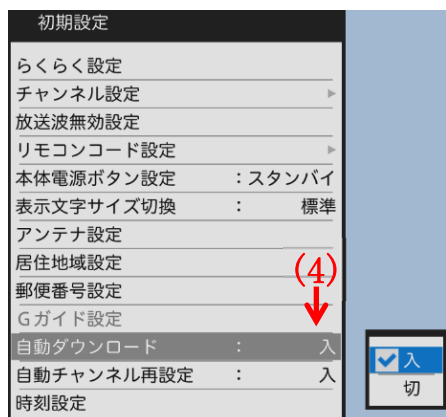 初期設定
らくらく設定
チャンネル設定
放送波無効設定
リモコンコード設定
本体電源ボタン設定 : スタンバイ
表示文字サイズ切換 : 標準
アンテナ設定
居住地域設定
(4)
郵便番号設定
Gガイド設定
自動ダウンロード : 入
入
自動チャンネル再設定 : 入
切
時刻設定